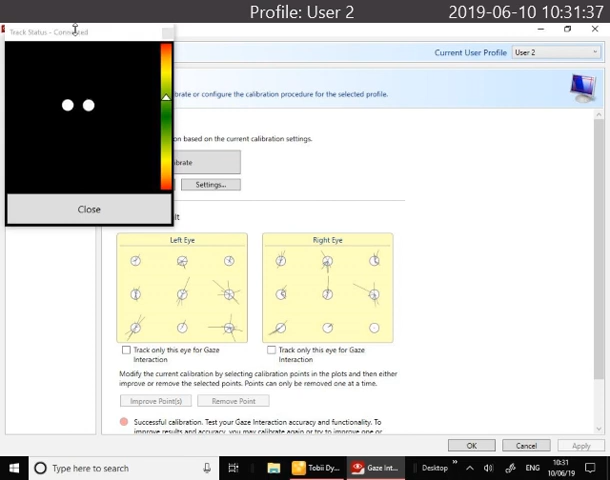 Profile: User 2
2019-06-10 10:31:37
Track Status - Connected
Current User Profile
User 2
brate or configure the calibration procedure for the selected profile.
on based on the current calibration settings.
brate
Settings...
Close
it
Left Eye
Right Eye
Track only this eye for Gaze
Interaction
Track only this eye for Gaze
Interaction
Modify the current calibration by selecting calibration points in the plots and then either
improve or remove the selected points. Points can only be removed one at a time.
Improve Point(s)
Remove Point
Successful calibration. Test your Gaze Interaction accuracy and functionality. To
improve results and accuracy, you may calibrate again or try to improve one or
OK
Cancel
Apply
Type here to search
Tobii Dy...
Gaze Int...
Desktop
ENG
10:31
10/06/19